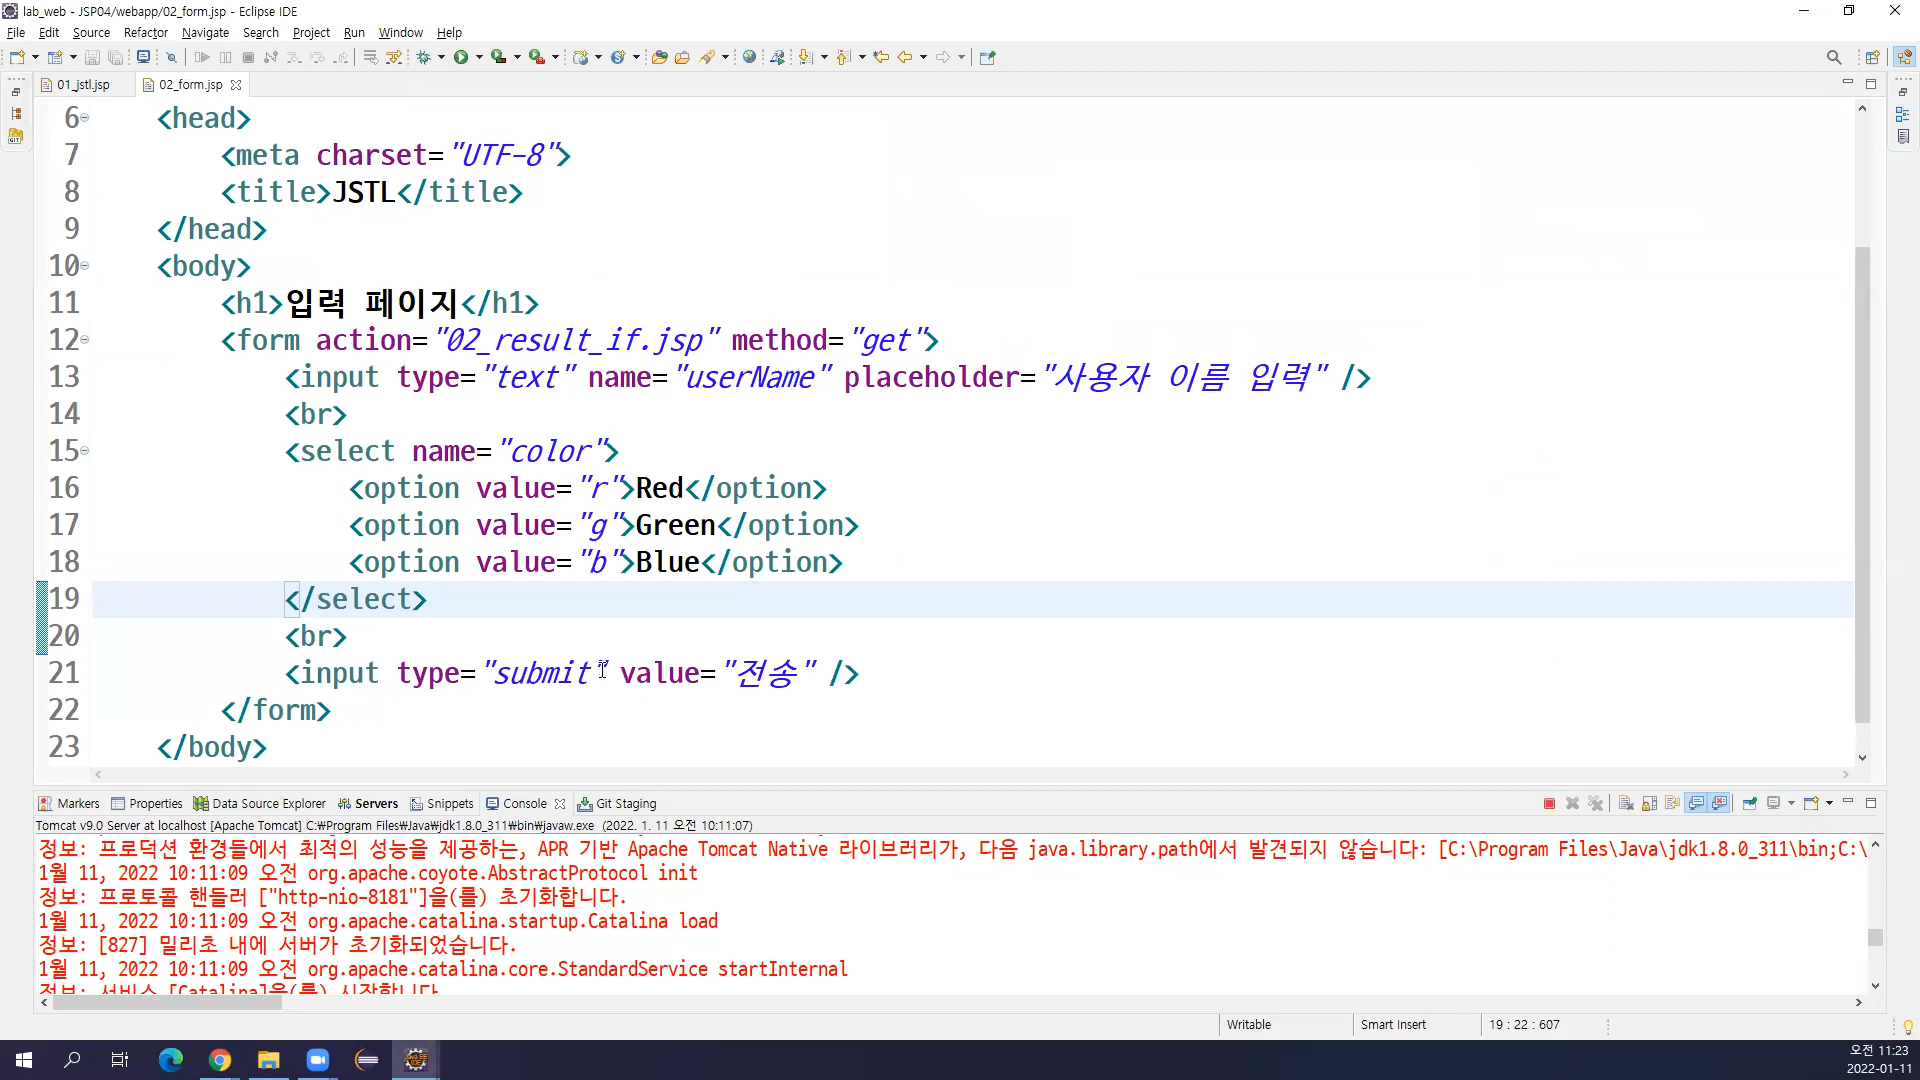 lab_web - JSP04/webapp/02_form.jsp - Eclipse IDE
File Edit Source Refactor Navigate Search Project Run Window Help
01_jstl.jsp 02_form.jsp
6 <head>
7 <meta charset="UTF-8">
8 <title>JSTL</title>
9 </head>
10 <body>
11 <h1>입력 페이지</h1>
12 <form action="02_result_if.jsp" method="get">
13 <input type="text" name="userName" placeholder="사용자 이름 입력" />
14 <br>
15 <select name="color">
16 <option value="r">Red</option>
17 <option value="g">Green</option>
18 <option value="b">Blue</option>
19 </select>
20 <br>
21 <input type="submit" value="전송" />
22 </form>
23 </body>
Markers Properties Data Source Explorer Servers Snippets Console Git Staging
Tomcat v9.0 Server at localhost [Apache Tomcat] C:₩Program Files₩Java₩jdk1.8.0_311₩bin₩javaw.exe (2022. 1. 11 오전 10:11:07)
정보: 프로덕션 환경들에서 최적의 성능을 제공하는, APR 기반 Apache Tomcat Native 라이브러리가, 다음 java.library.path에서 발견되지 않습니다: [C:\Program Files\Java\jdk1.8.0_311\bin;C:\
1월 11, 2022 10:11:09 오전 org.apache.coyote.AbstractProtocol init
정보: 프로토콜 핸들러 ["http-nio-8181"]을(를) 초기화합니다.
1월 11, 2022 10:11:09 오전 org.apache.catalina.startup.Catalina load
정보: [827] 밀리초 내에 서버가 초기화되었습니다.
1월 11, 2022 10:11:09 오전 org.apache.catalina.core.StandardService startInternal
정보: 서비스 [Catalina]을(를) 시작합니다
Writable Smart Insert 19 : 22 : 607
오전 11:23
2022-01-11